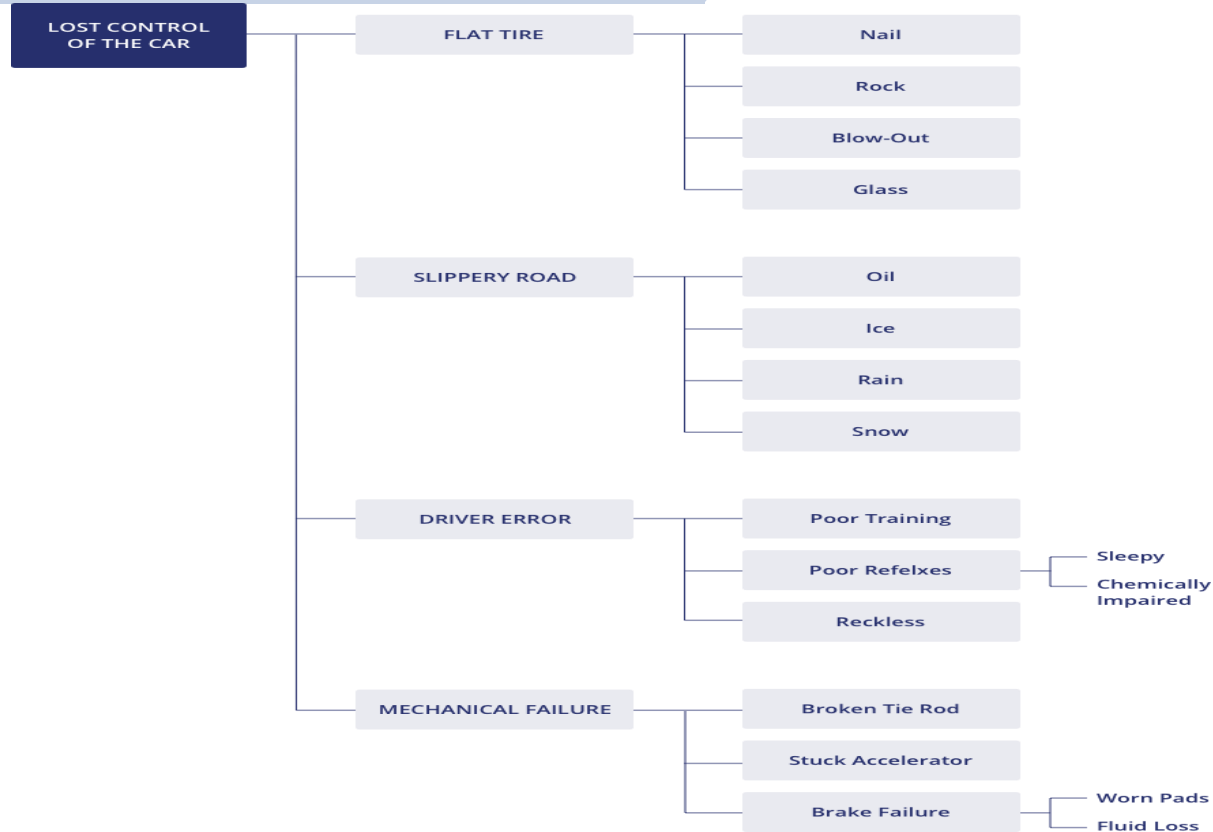 LOST CONTROL
OF THE CAR
FLAT TIRE
Nail
Rock
Blow-Out
Glass
SLIPPERY ROAD
Oil
Ice
Rain
Snow
DRIVER ERROR
Poor Training
Poor Refelxes
Sleepy
Chemically
Impaired
Reckless
MECHANICAL FAILURE
Broken Tie Rod
Stuck Accelerator
Brake Failure
Worn Pads
Fluid Loss